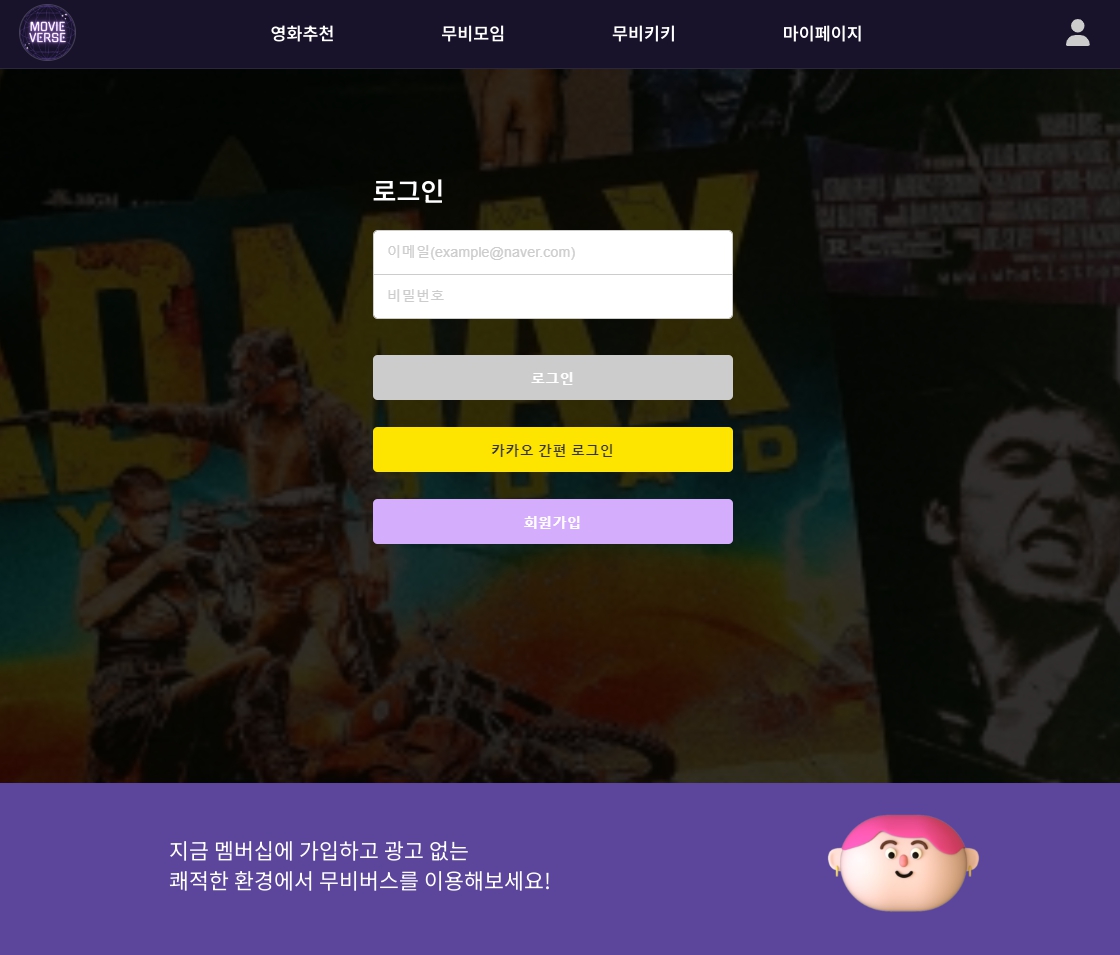 MOVIE
VERSE
영화추천
무비모임
무비키키
마이페이지
로그인
이메일(example@naver.com)
비밀번호
로그인
카카오 간편 로그인
회원가입
지금 멤버십에 가입하고 광고 없는
쾌적한 환경에서 무비버스를 이용해보세요!